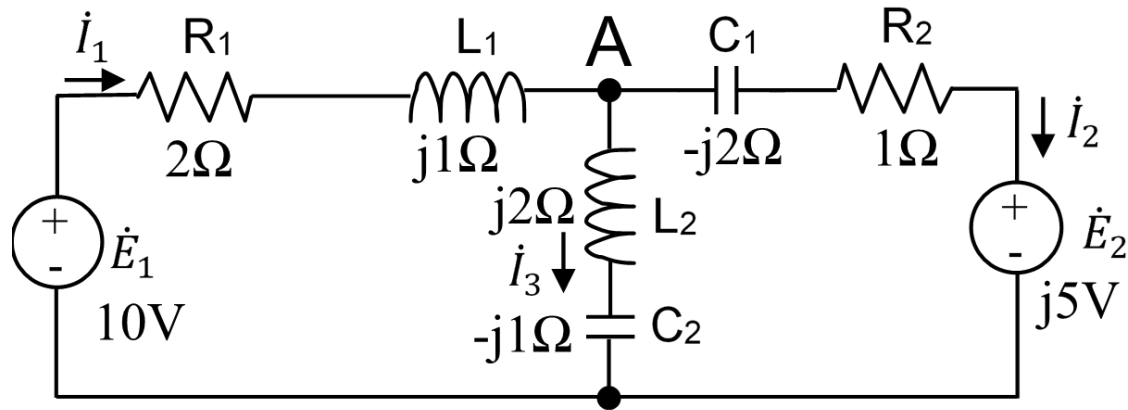 İ₁
R₁
L₁
A
C₁
R₂
2Ω
j1Ω
-j2Ω
1Ω
İ₂
j2Ω
L₂
+
-
Ė₁
10V
İ₃
-j1Ω
C₂
+
-
Ė₂
j5V